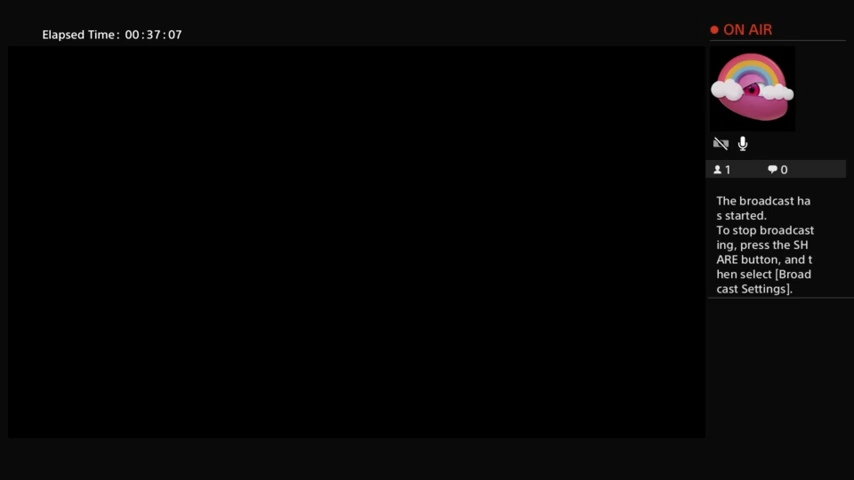 Elapsed Time: 00:37:07
ON AIR
1 0
The broadcast ha
s started.
To stop broadcast
ing, press the SH
ARE button, and t
hen select [Broad
cast Settings].